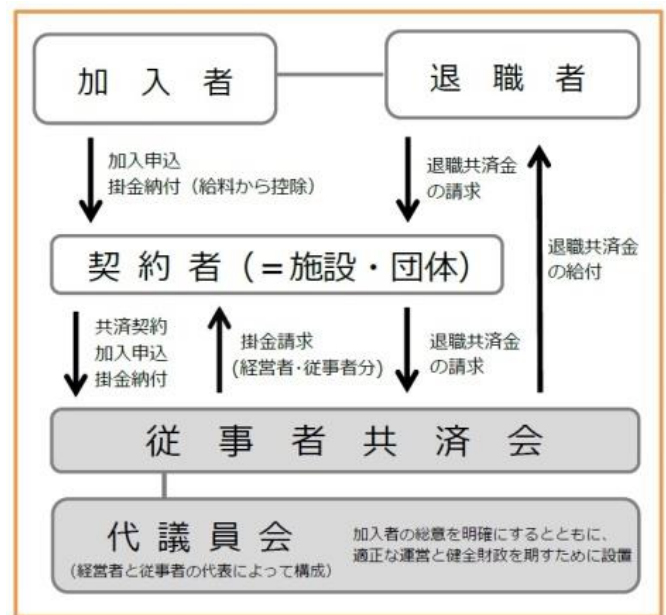 加入者
退職者
加入申込
掛金納付（給料から控除）
退職共済金
の請求
退職共済金
の給付
契約者（＝施設・団体）
共済契約
加入申込
掛金納付
掛金請求
(経営者・従事者分)
退職共済金
の請求
従事者共済会
代議員会
(経営者と従事者の代表によって構成)
加入者の総意を明確にするとともに、
適正な運営と健全財政を期すために設置